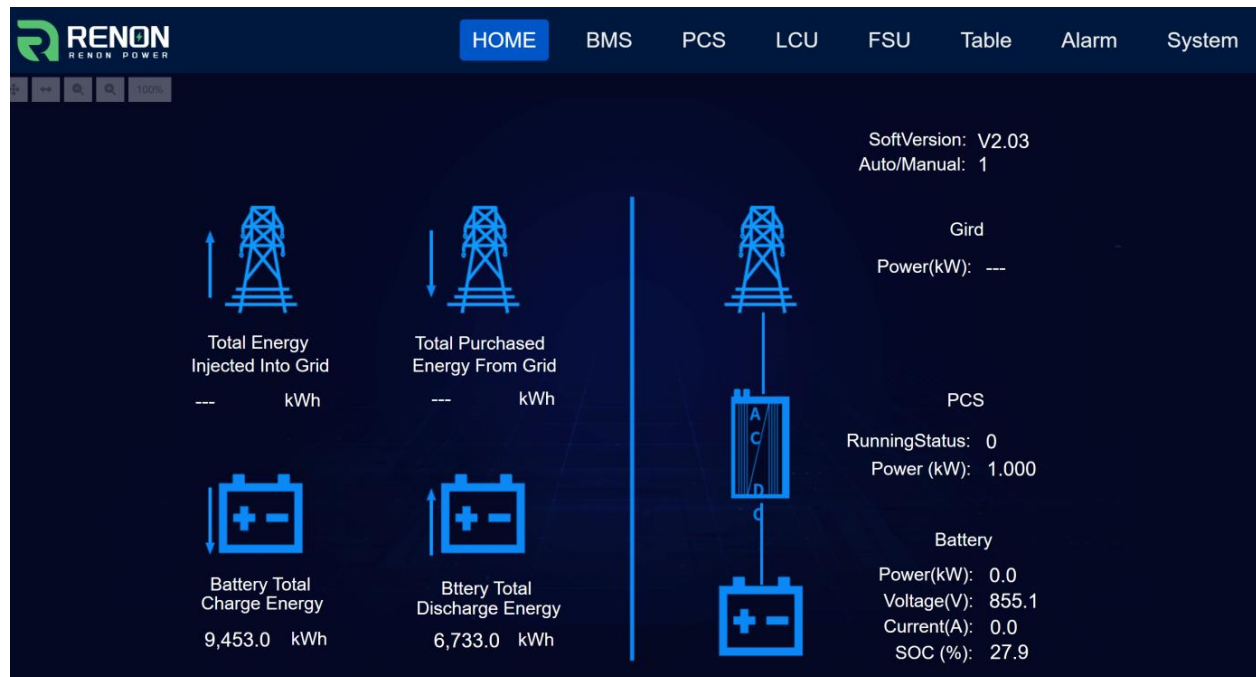 RENON
RENON POWER
HOME BMS PCS LCU FSU Table Alarm System
100%
SoftVersion: V2.03
Auto/Manual: 1
Gird
Power(kW): ---
Total Energy
Injected Into Grid
--- kWh
Total Purchased
Energy From Grid
--- kWh
A
C
D
C
PCS
RunningStatus: 0
Power (kW): 1.000
Battery Total
Charge Energy
9,453.0 kWh
Bttery Total
Discharge Energy
6,733.0 kWh
Battery
Power(kW): 0.0
Voltage(V): 855.1
Current(A): 0.0
SOC (%): 27.9